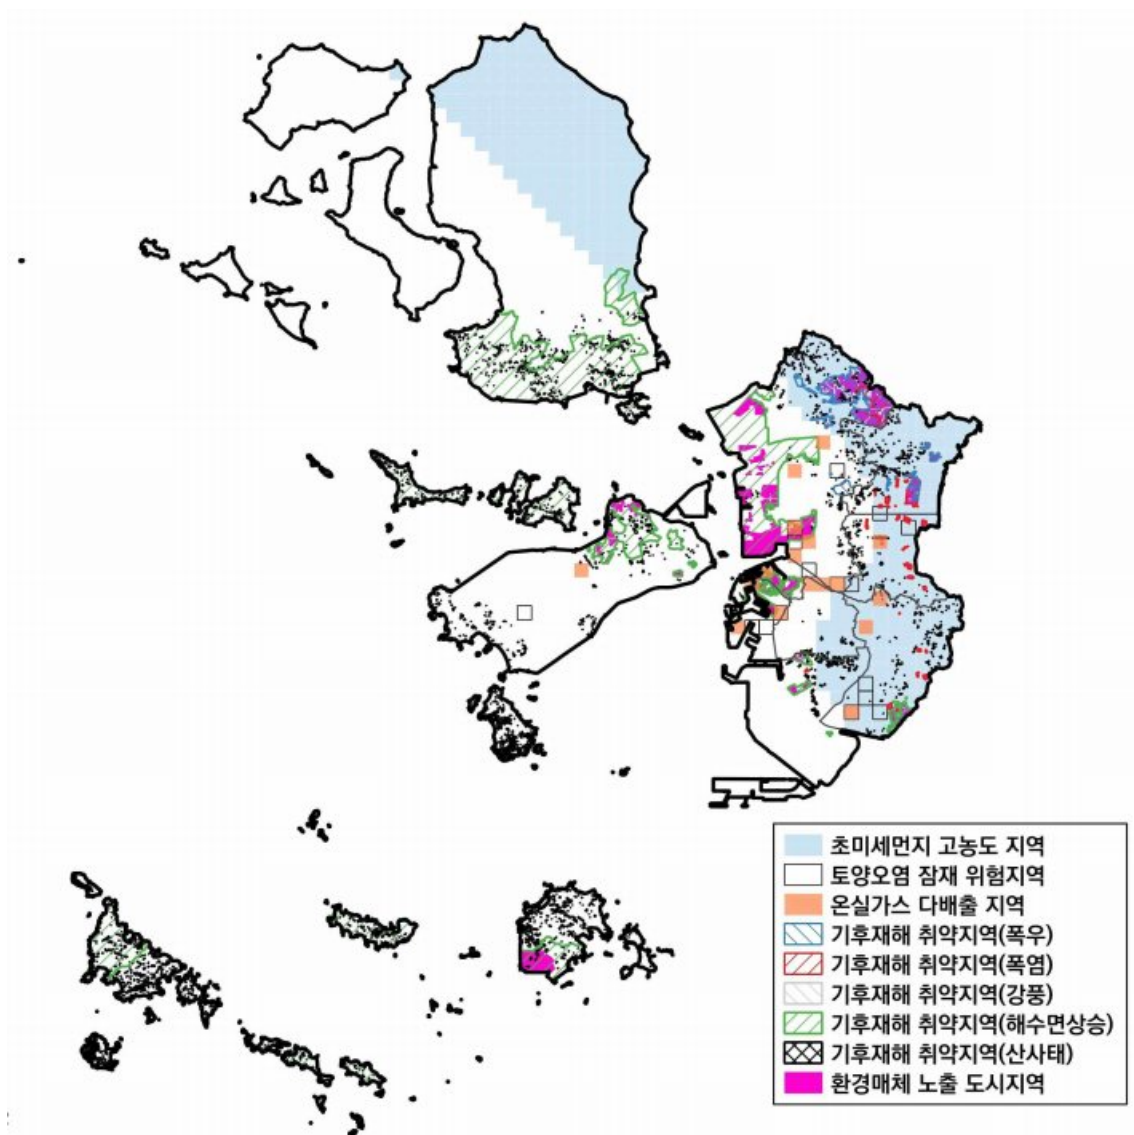 초미세먼지 고농도 지역
토양오염 잠재 위험지역
온실가스 다배출 지역
기후재해 취약지역(폭우)
기후재해 취약지역(폭염)
기후재해 취약지역(강풍)
기후재해 취약지역(해수면상승)
기후재해 취약지역(산사태)
환경매체 노출 도시지역